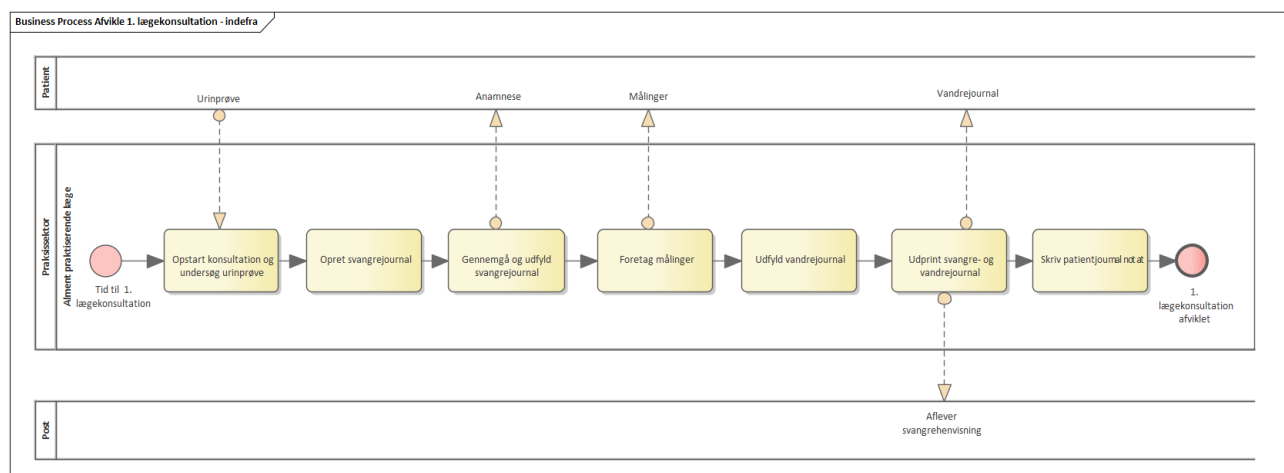 Business Process Afvikle 1. lægekonsultation - indefra
Patient
Urinprøve
Anamnese
Målinger
Vandrejournal
Praksissektor
Alment praktiserende læge
Tid til 1.
lægekonsultation
Opstart konsultation og
undersøg urinprøve
Opret svangrejournal
Gennemgå og udfyld
svangrejournal
Foretag målinger
Udfyld vandrejournal
Udprint svangre- og
vandrejournal
Skriv patientjournal notat
1.
lægekonsultation
afviklet
Post
Aflever
svangrehenvisning